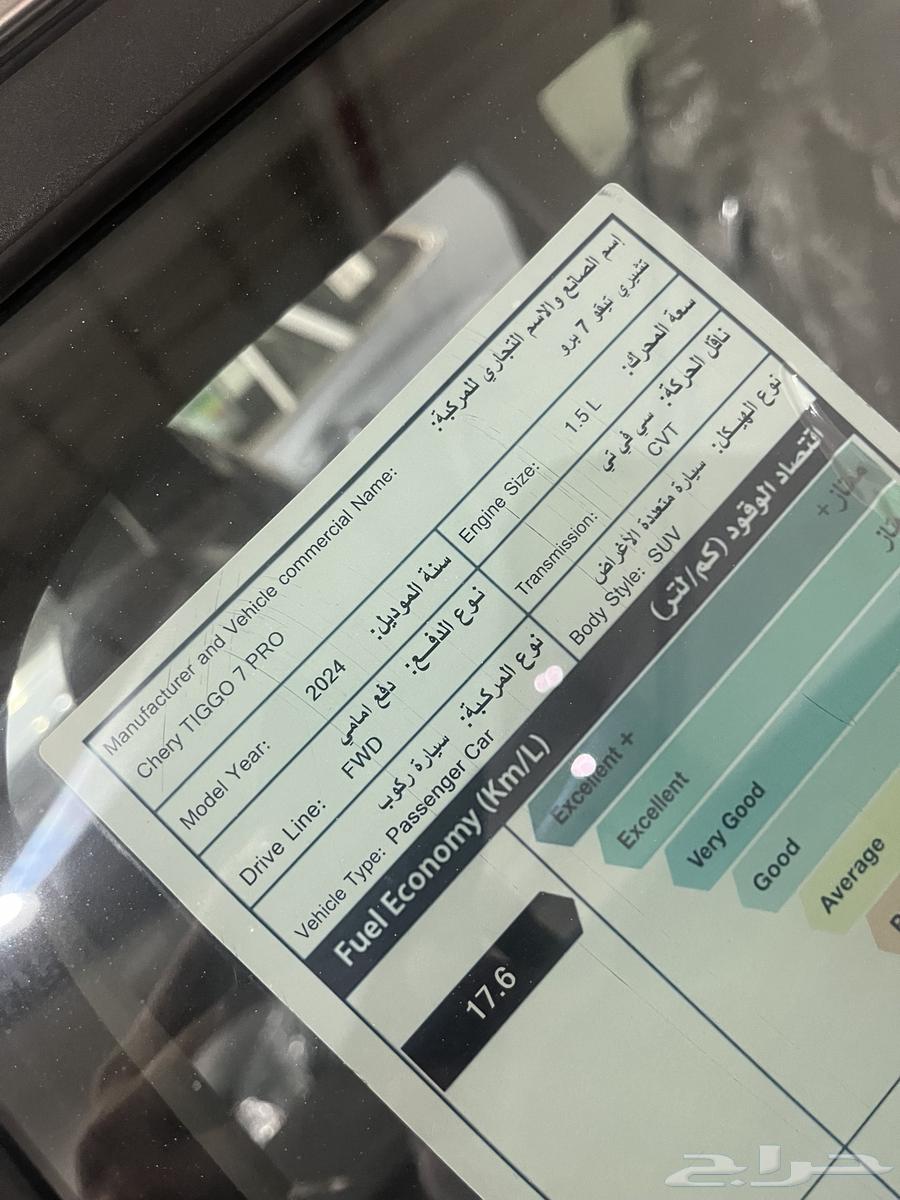 Manufacturer and Vehicle commercial Name: إسم الصانع والاسم التجاري للمركبة:
Chery TIGGO 7 PRO تشيري تيقو 7 برو
Model Year: 2024 سنة الموديل:
Engine Size: 1.5 L سعة المحرك:
Drive Line: دفع امامي نوع الدفع:
FWD
Transmission: سي في تي ناقل الحركة:
CVT
Vehicle Type: سيارة ركوب نوع المركبة:
Passenger Car
Body Style: سيارة متعددة الأغراض نوع الهيكل:
SUV
Fuel Economy (Km/L) اقتصاد الوقود (كم/لتر)
17.6
Excellent + ممتاز +
Excellent
Very Good
Good
Average
حراج